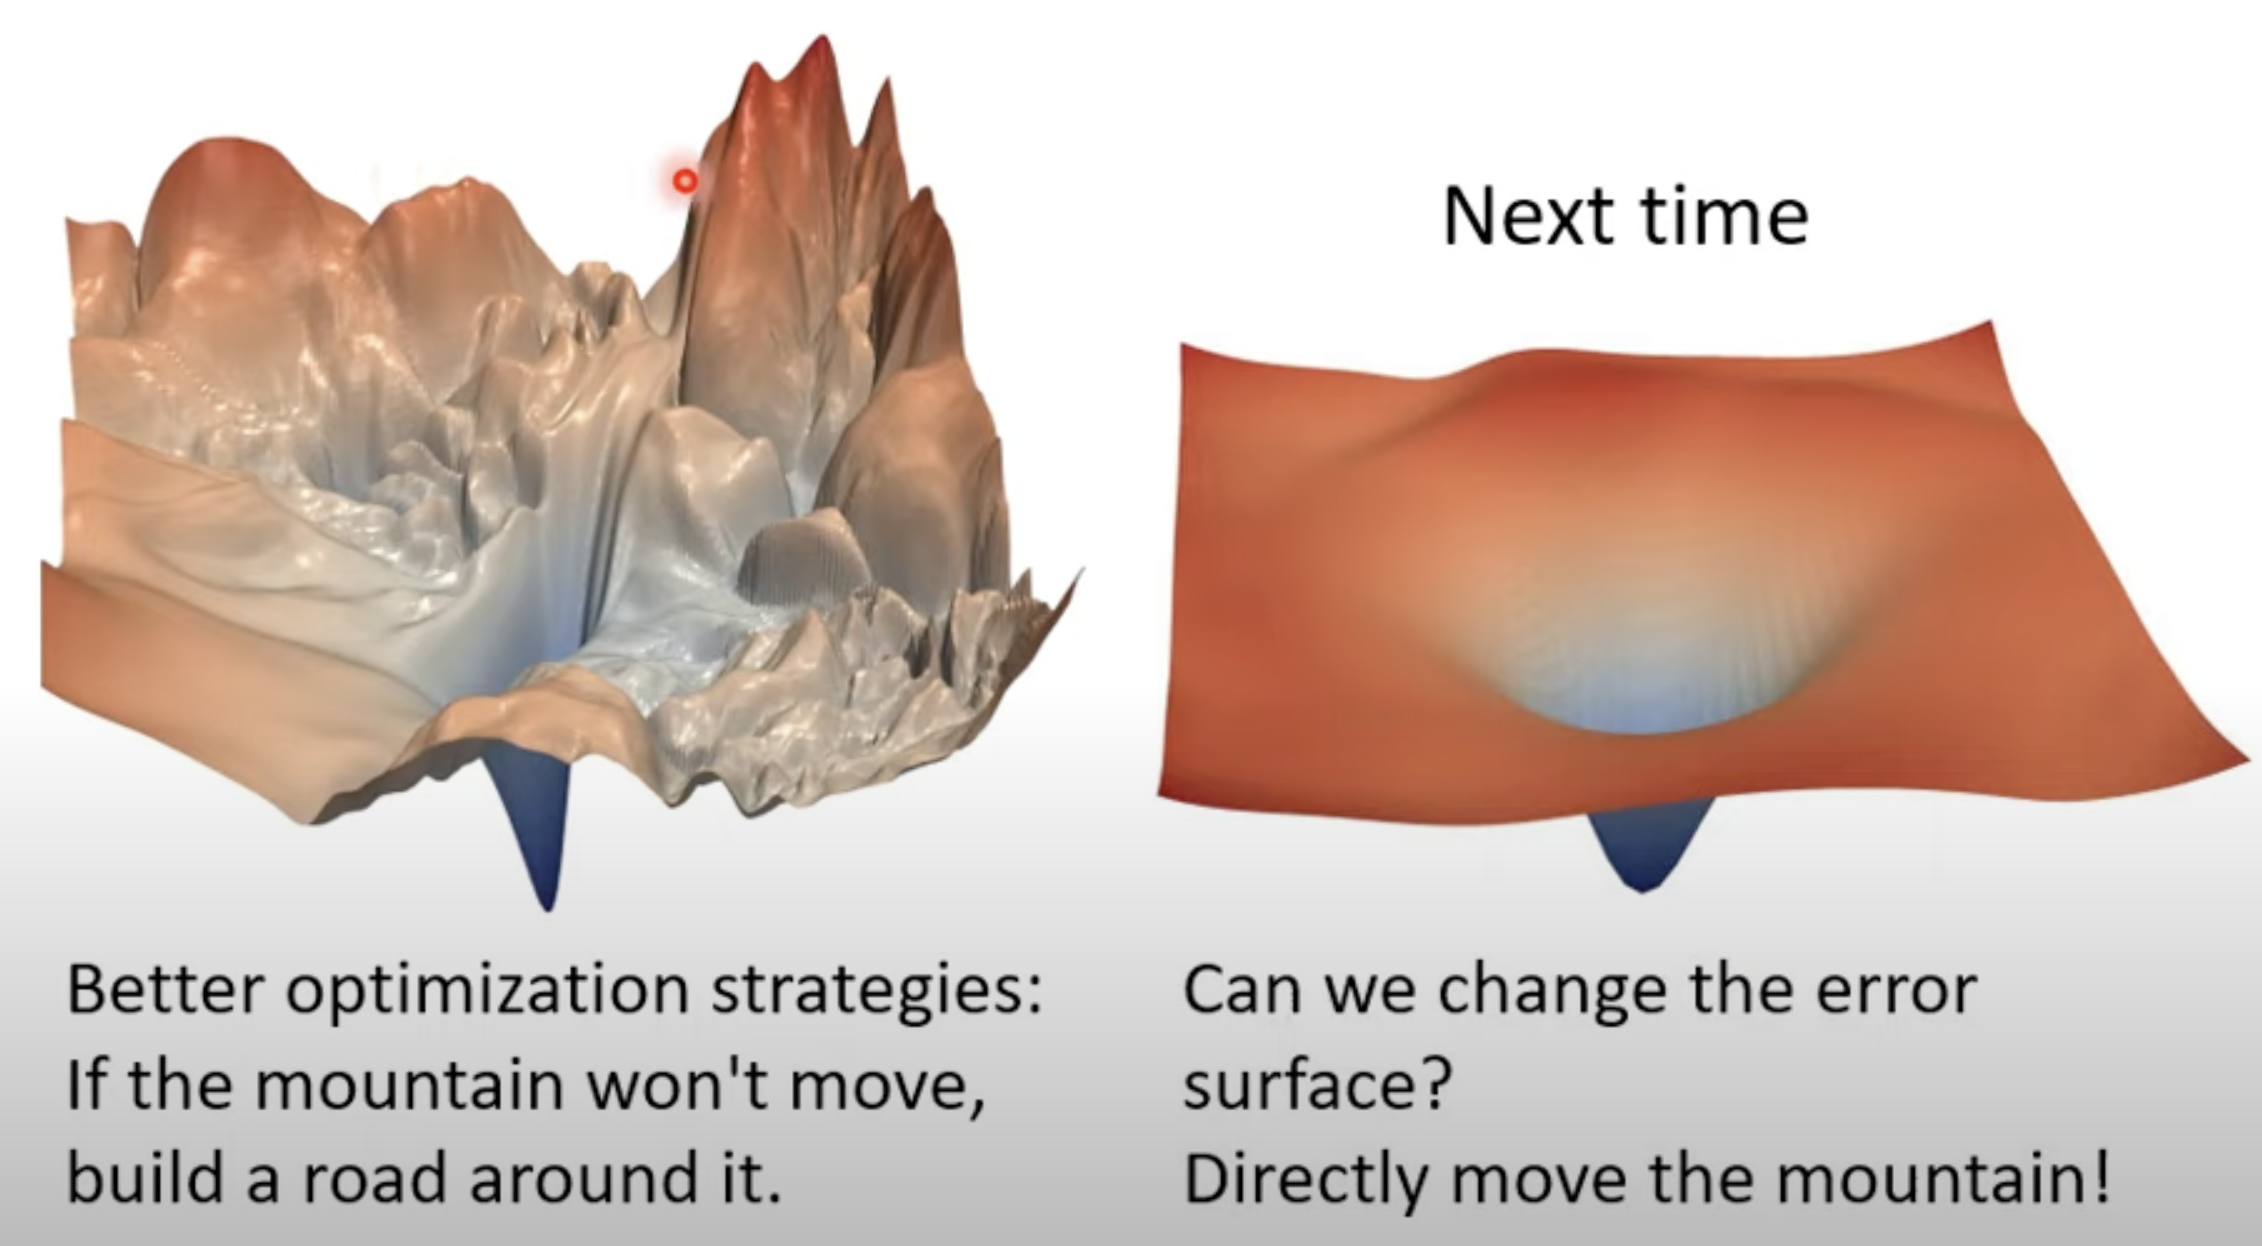 Next time
Better optimization strategies:
If the mountain won't move,
build a road around it.
Can we change the error
surface?
Directly move the mountain!